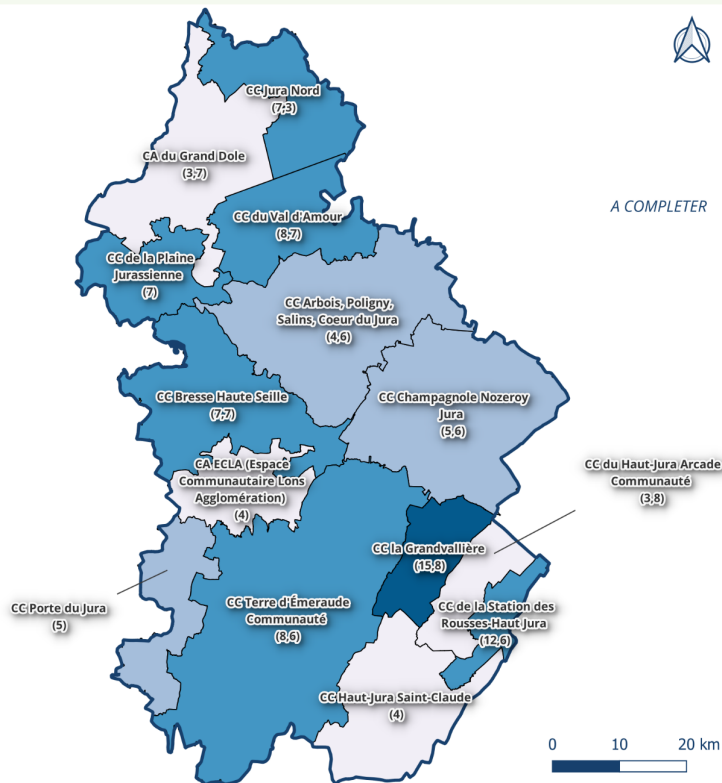 CC Jura Nord
(7,3)
CA du Grand Dole
(3,7)
A COMPLETER
CC du Val d'Amour
(8,7)
CC de la Plaine
Jurassienne
(7)
CC Arbois, Poligny,
Salins, Coeur du Jura
(4,6)
CC Bresse Haute Seille
(7,7)
CC Champagnole Nozeroy
Jura
(5,6)
CA ECLA (Espace
Communautaire Lons
Agglomération)
(4)
CC du Haut-Jura Arcade
Communauté
(3,8)
CC la Grandvallière
(15,8)
CC Porte du Jura
(5)
CC Terre d'Émeraude
Communauté
(8,6)
CC de la Station des
Rousses-Haut Jura
(12,6)
CC Haut-Jura Saint-Claude
(4)
0 10 20 km